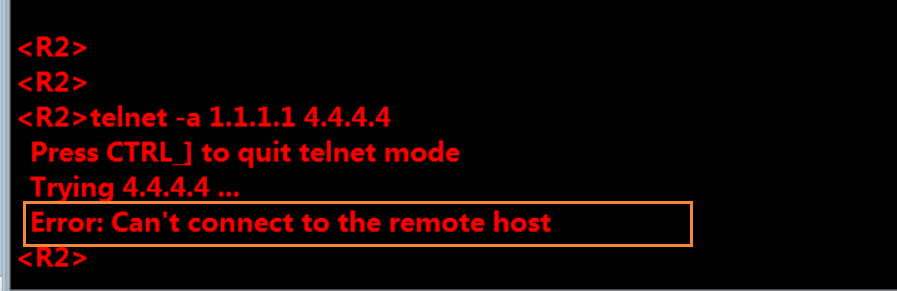 <R2>
<R2>
<R2>telnet -a 1.1.1.1 4.4.4.4
Press CTRL_] to quit telnet mode
Trying 4.4.4.4 ...
Error: Can't connect to the remote host
<R2>